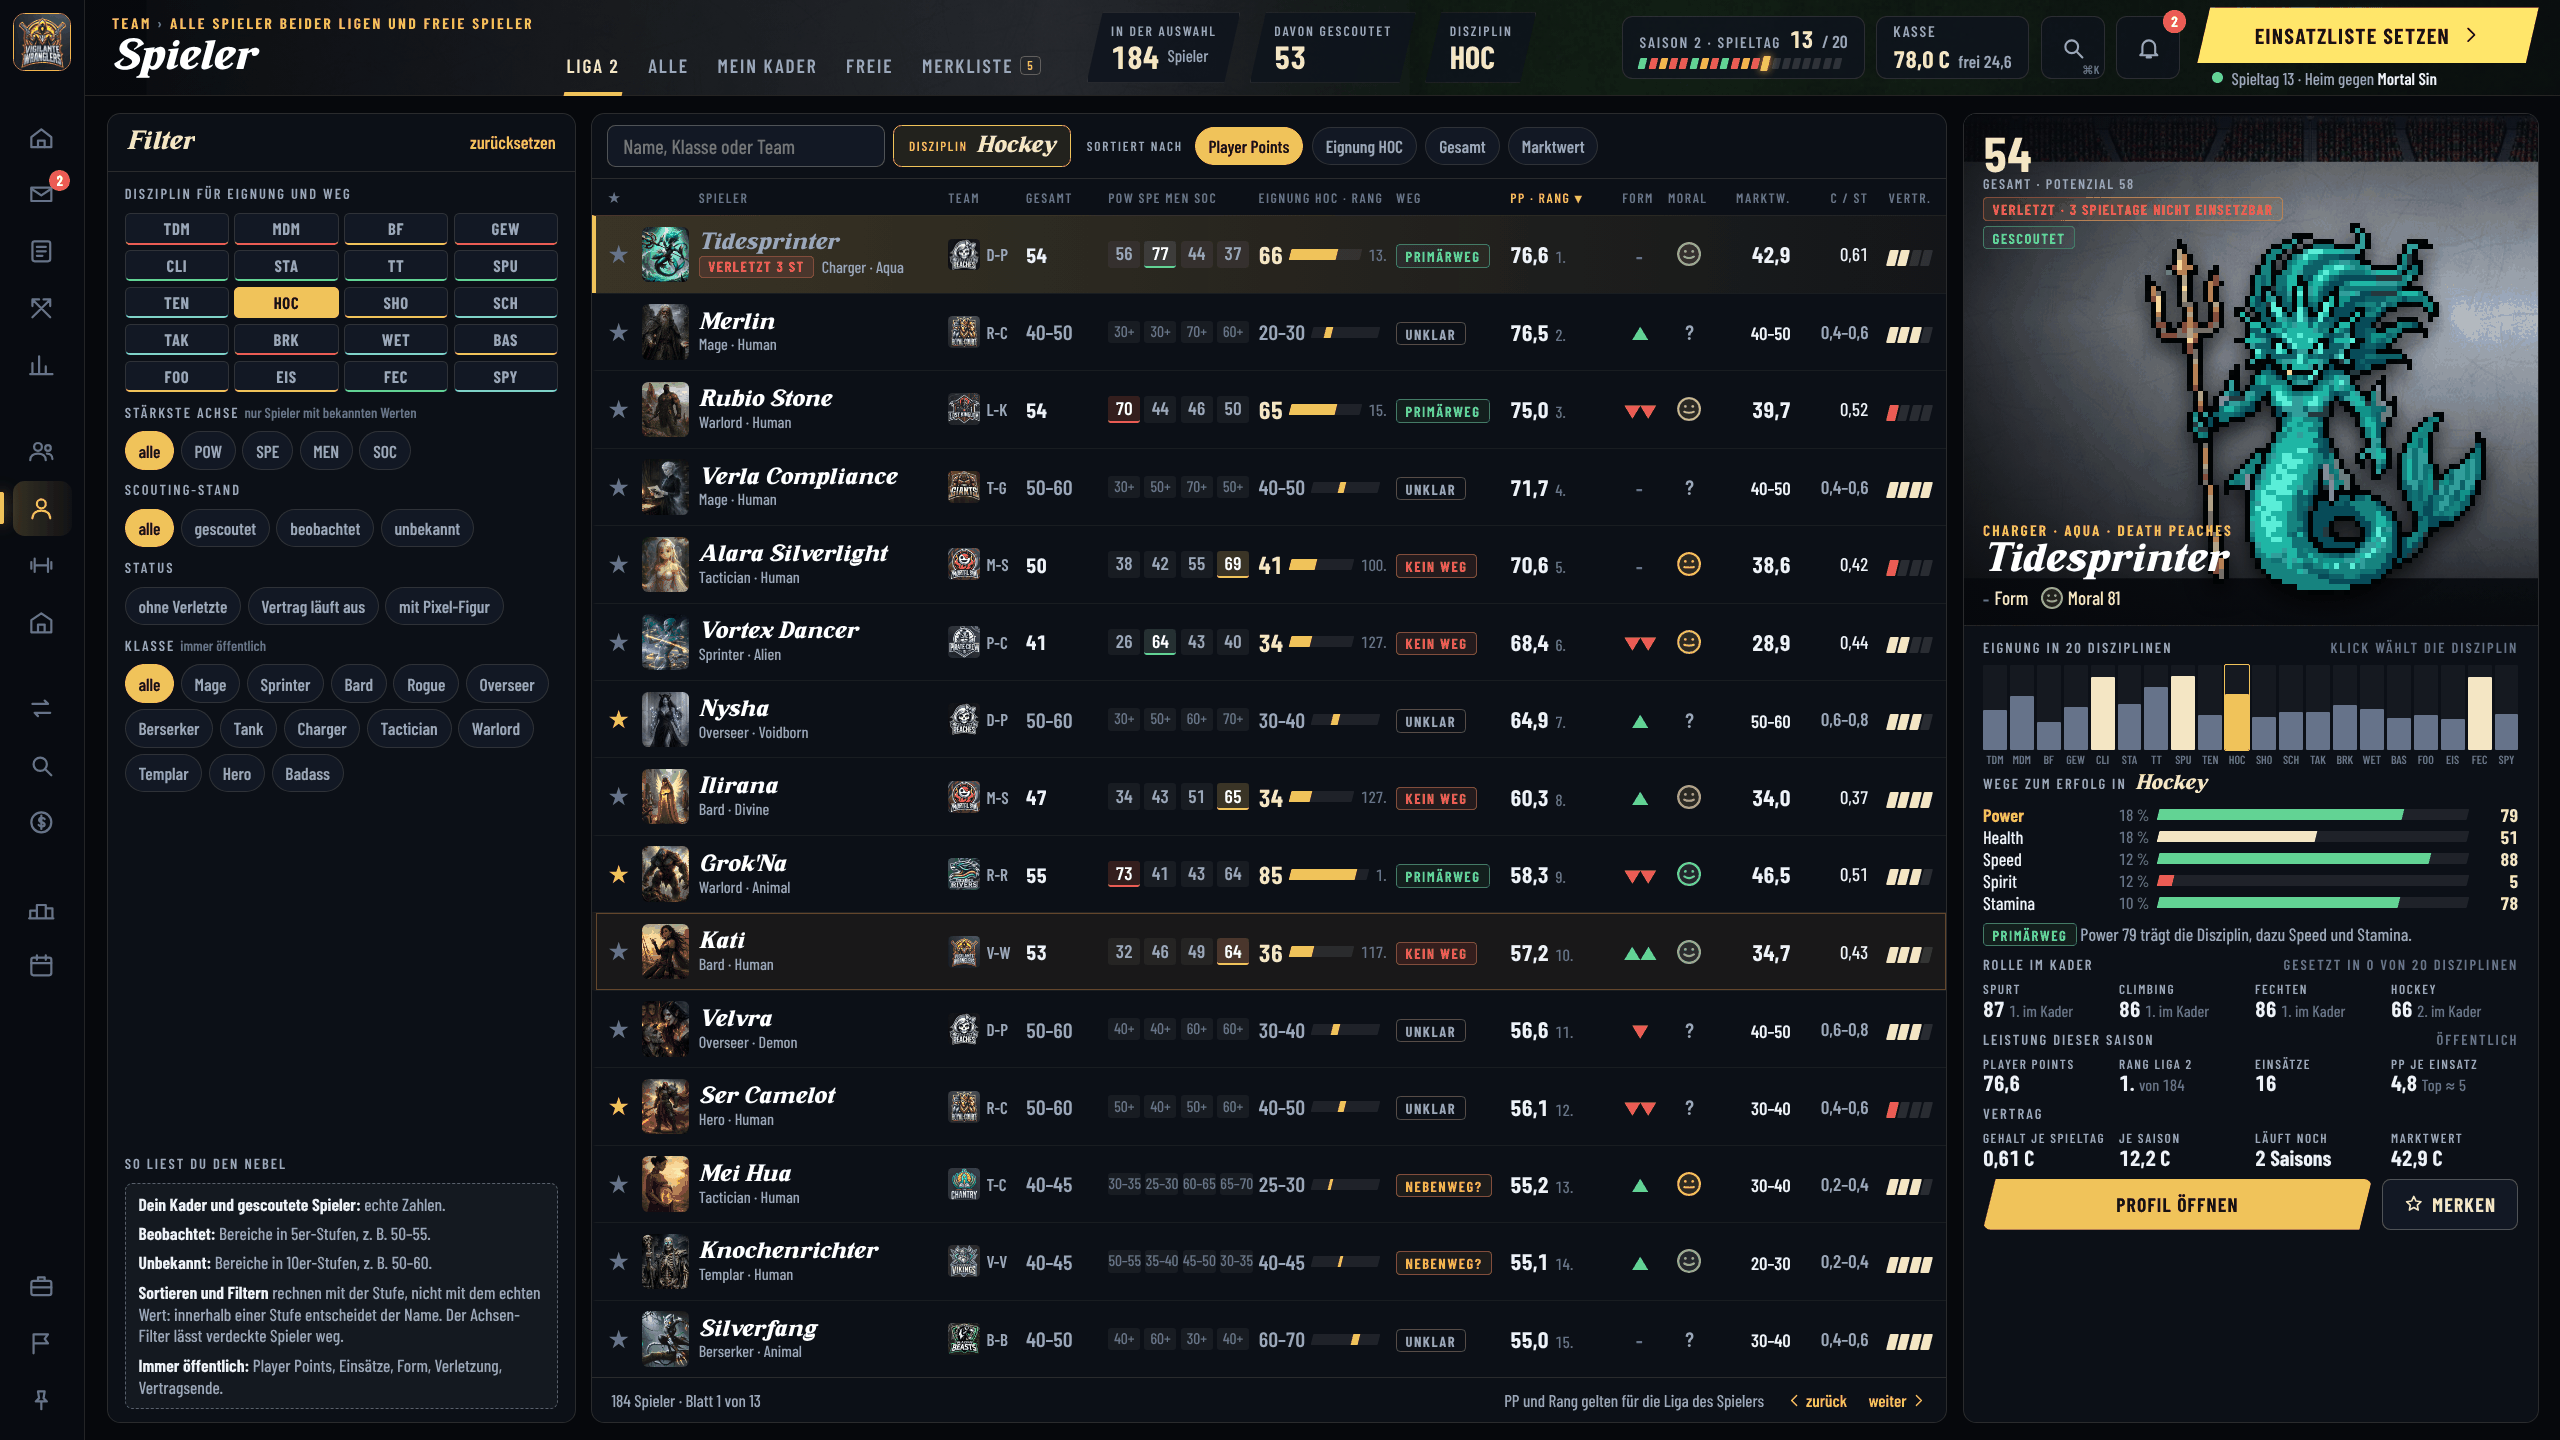 TEAM › ALLE SPIELER BEIDER LIGEN UND FREIE SPIELER
Spieler
LIGA 2 ALLE MEIN KADER FREIE MERKLISTE 5
IN DER AUSWAHL
184 Spieler
DAVON GESCOUTET
53
DISZIPLIN
HOC
SAISON 2 · SPIELTAG 13 / 20
KASSE
78,0 C frei 24,6
⌘K
2
EINSATZLISTE SETZEN
Spieltag 13 · Heim gegen Mortal Sin
2
Filter zurücksetzen
DISZIPLIN FÜR EIGNUNG UND WEG
TDM MDM BF GEW
CLI STA TT SPU
TEN HOC SHO SCH
TAK BRK WET BAS
FOO EIS FEC SPY
STÄRKSTE ACHSE nur Spieler mit bekannten Werten
alle POW SPE MEN SOC
SCOUTING-STAND
alle gescoutet beobachtet unbekannt
STATUS
ohne Verletzte Vertrag läuft aus mit Pixel-Figur
KLASSE immer öffentlich
alle Mage Sprinter Bard Rogue Overseer
Berserker Tank Charger Tactician Warlord
Templar Hero Badass
SO LIEST DU DEN NEBEL
Dein Kader und gescoutete Spieler: echte Zahlen.
Beobachtet: Bereiche in 5er-Stufen, z. B. 50–55.
Unbekannt: Bereiche in 10er-Stufen, z. B. 50–60.
Sortieren und Filtern rechnen mit der Stufe, nicht mit dem echten
Wert: innerhalb einer Stufe entscheidet der Name. Der Achsen-
Filter lässt verdeckte Spieler weg.
Immer öffentlich: Player Points, Einsätze, Form, Verletzung,
Vertragsende.
Name, Klasse oder Team DISZIPLIN Hockey SORTIERT NACH Player Points Eignung HOC Gesamt Marktwert
★ SPIELER TEAM GESAMT POW SPE MEN SOC EIGNUNG HOC · RANG WEG PP · RANG ▼ FORM MORAL MARKTW. C / ST VERTR.
Tidesprinter
VERLETZT 3 ST Charger · Aqua D-P 54 56 77 44 37 66 13. PRIMÄRWEG 76,6 1. - 42,9 0,61
Merlin
Mage · Human R-C 40–50 30+ 30+ 70+ 60+ 20–30 UNKLAR 76,5 2. ▲ ? 40–50 0,4–0,6
Rubio Stone
Warlord · Human L-K 54 70 44 46 50 65 15. PRIMÄRWEG 75,0 3. ▼▼ 39,7 0,52
Verla Compliance
Mage · Human T-G 50–60 30+ 50+ 70+ 50+ 40–50 UNKLAR 71,7 4. - ? 40–50 0,4–0,6
Alara Silverlight
Tactician · Human M-S 50 38 42 55 69 41 100. KEIN WEG 70,6 5. - 38,6 0,42
Vortex Dancer
Sprinter · Alien P-C 41 26 64 43 40 34 127. KEIN WEG 68,4 6. ▼▼ 28,9 0,44
Nysha
Overseer · Voidborn D-P 50–60 30+ 50+ 60+ 70+ 30–40 UNKLAR 64,9 7. ▲ ? 50–60 0,6–0,8
Ilirana
Bard · Divine M-S 47 34 43 51 65 34 127. KEIN WEG 60,3 8. ▲ 34,0 0,37
Grok'Na
Warlord · Animal R-R 55 73 41 43 64 85 1. PRIMÄRWEG 58,3 9. ▼▼ 46,5 0,51
Kati
Bard · Human V-W 53 32 46 49 64 36 117. KEIN WEG 57,2 10. ▲▲ 34,7 0,43
Velvra
Overseer · Demon D-P 50–60 40+ 40+ 60+ 60+ 30–40 UNKLAR 56,6 11. ▼ ? 40–50 0,6–0,8
Ser Camelot
Hero · Human R-C 50–60 50+ 40+ 50+ 60+ 40–50 UNKLAR 56,1 12. ▼▼ ? 30–40 0,4–0,6
Mei Hua
Tactician · Human T-C 40–45 30–35 25–30 60–65 65–70 25–30 NEBENWEG? 55,2 13. ▲ 30–40 0,2–0,4
Knochenrichter
Templar · Human V-V 40–45 50–55 35–40 45–50 30–35 40–45 NEBENWEG? 55,1 14. ▲ 20–30 0,2–0,4
Silverfang
Berserker · Animal B-B 40–50 40+ 60+ 30+ 40+ 60–70 UNKLAR 55,0 15. - ? 30–40 0,4–0,6
184 Spieler · Blatt 1 von 13 PP und Rang gelten für die Liga des Spielers zurück weiter
54
GESAMT · POTENZIAL 58
VERLETZT · 3 SPIELTAGE NICHT EINSETZBAR
GESCOUTET
CHARGER · AQUA · DEATH PEACHES
Tidesprinter
- Form Moral 81
EIGNUNG IN 20 DISZIPLINEN KLICK WÄHLT DIE DISZIPLIN
TDM MDM BF GEW CLI STA TT SPU TEN HOC SHO SCH TAK BRK WET BAS FOO EIS FEC SPY
WEGE ZUM ERFOLG IN Hockey
Power 18 % 79
Health 18 % 51
Speed 12 % 88
Spirit 12 % 5
Stamina 10 % 78
PRIMÄRWEG Power 79 trägt die Disziplin, dazu Speed und Stamina.
ROLLE IM KADER GESETZT IN 0 VON 20 DISZIPLINEN
SPURT CLIMBING FECHTEN HOCKEY
87 1. im Kader 86 1. im Kader 86 1. im Kader 66 2. im Kader
LEISTUNG DIESER SAISON ÖFFENTLICH
PLAYER POINTS RANG LIGA 2 EINSÄTZE PP JE EINSATZ
76,6 1. von 184 16 4,8 Top ≈ 5
VERTRAG
GEHALT JE SPIELTAG JE SAISON LÄUFT NOCH MARKTWERT
0,61 C 12,2 C 2 Saisons 42,9 C
PROFIL ÖFFNEN MERKEN